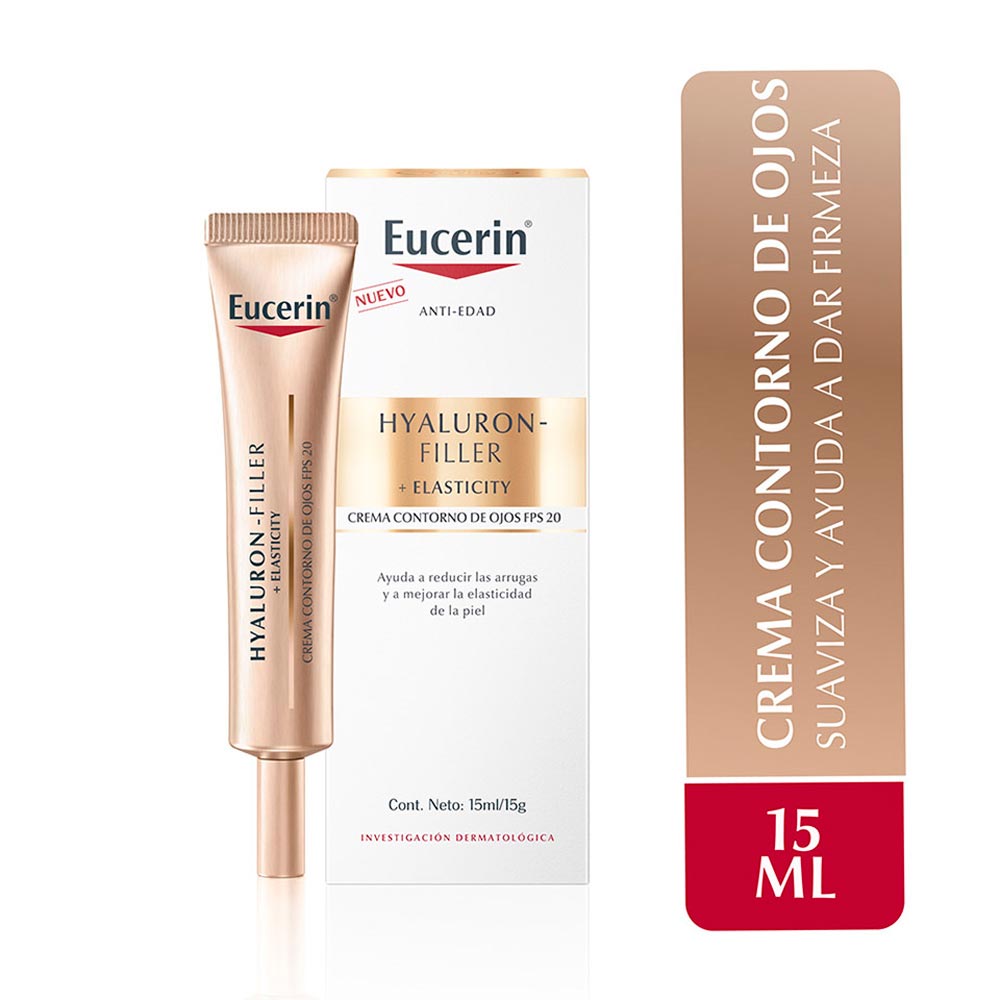 Eucerin®
HYALURON-FILLER
+ ELASTICITY
CREMA CONTORNO DE OJOS FPS 20
Eucerin®
NUEVO
ANTI-EDAD
HYALURON-
FILLER
+ ELASTICITY
CREMA CONTORNO DE OJOS FPS 20
Ayuda a reducir las arrugas
y a mejorar la elasticidad
de la piel
Cont. Neto: 15ml/15g
INVESTIGACIÓN DERMATOLÓGICA
CREMA CONTORNO DE OJOS
SUAVIZA Y AYUDA A DAR FIRMEZA
15
ML